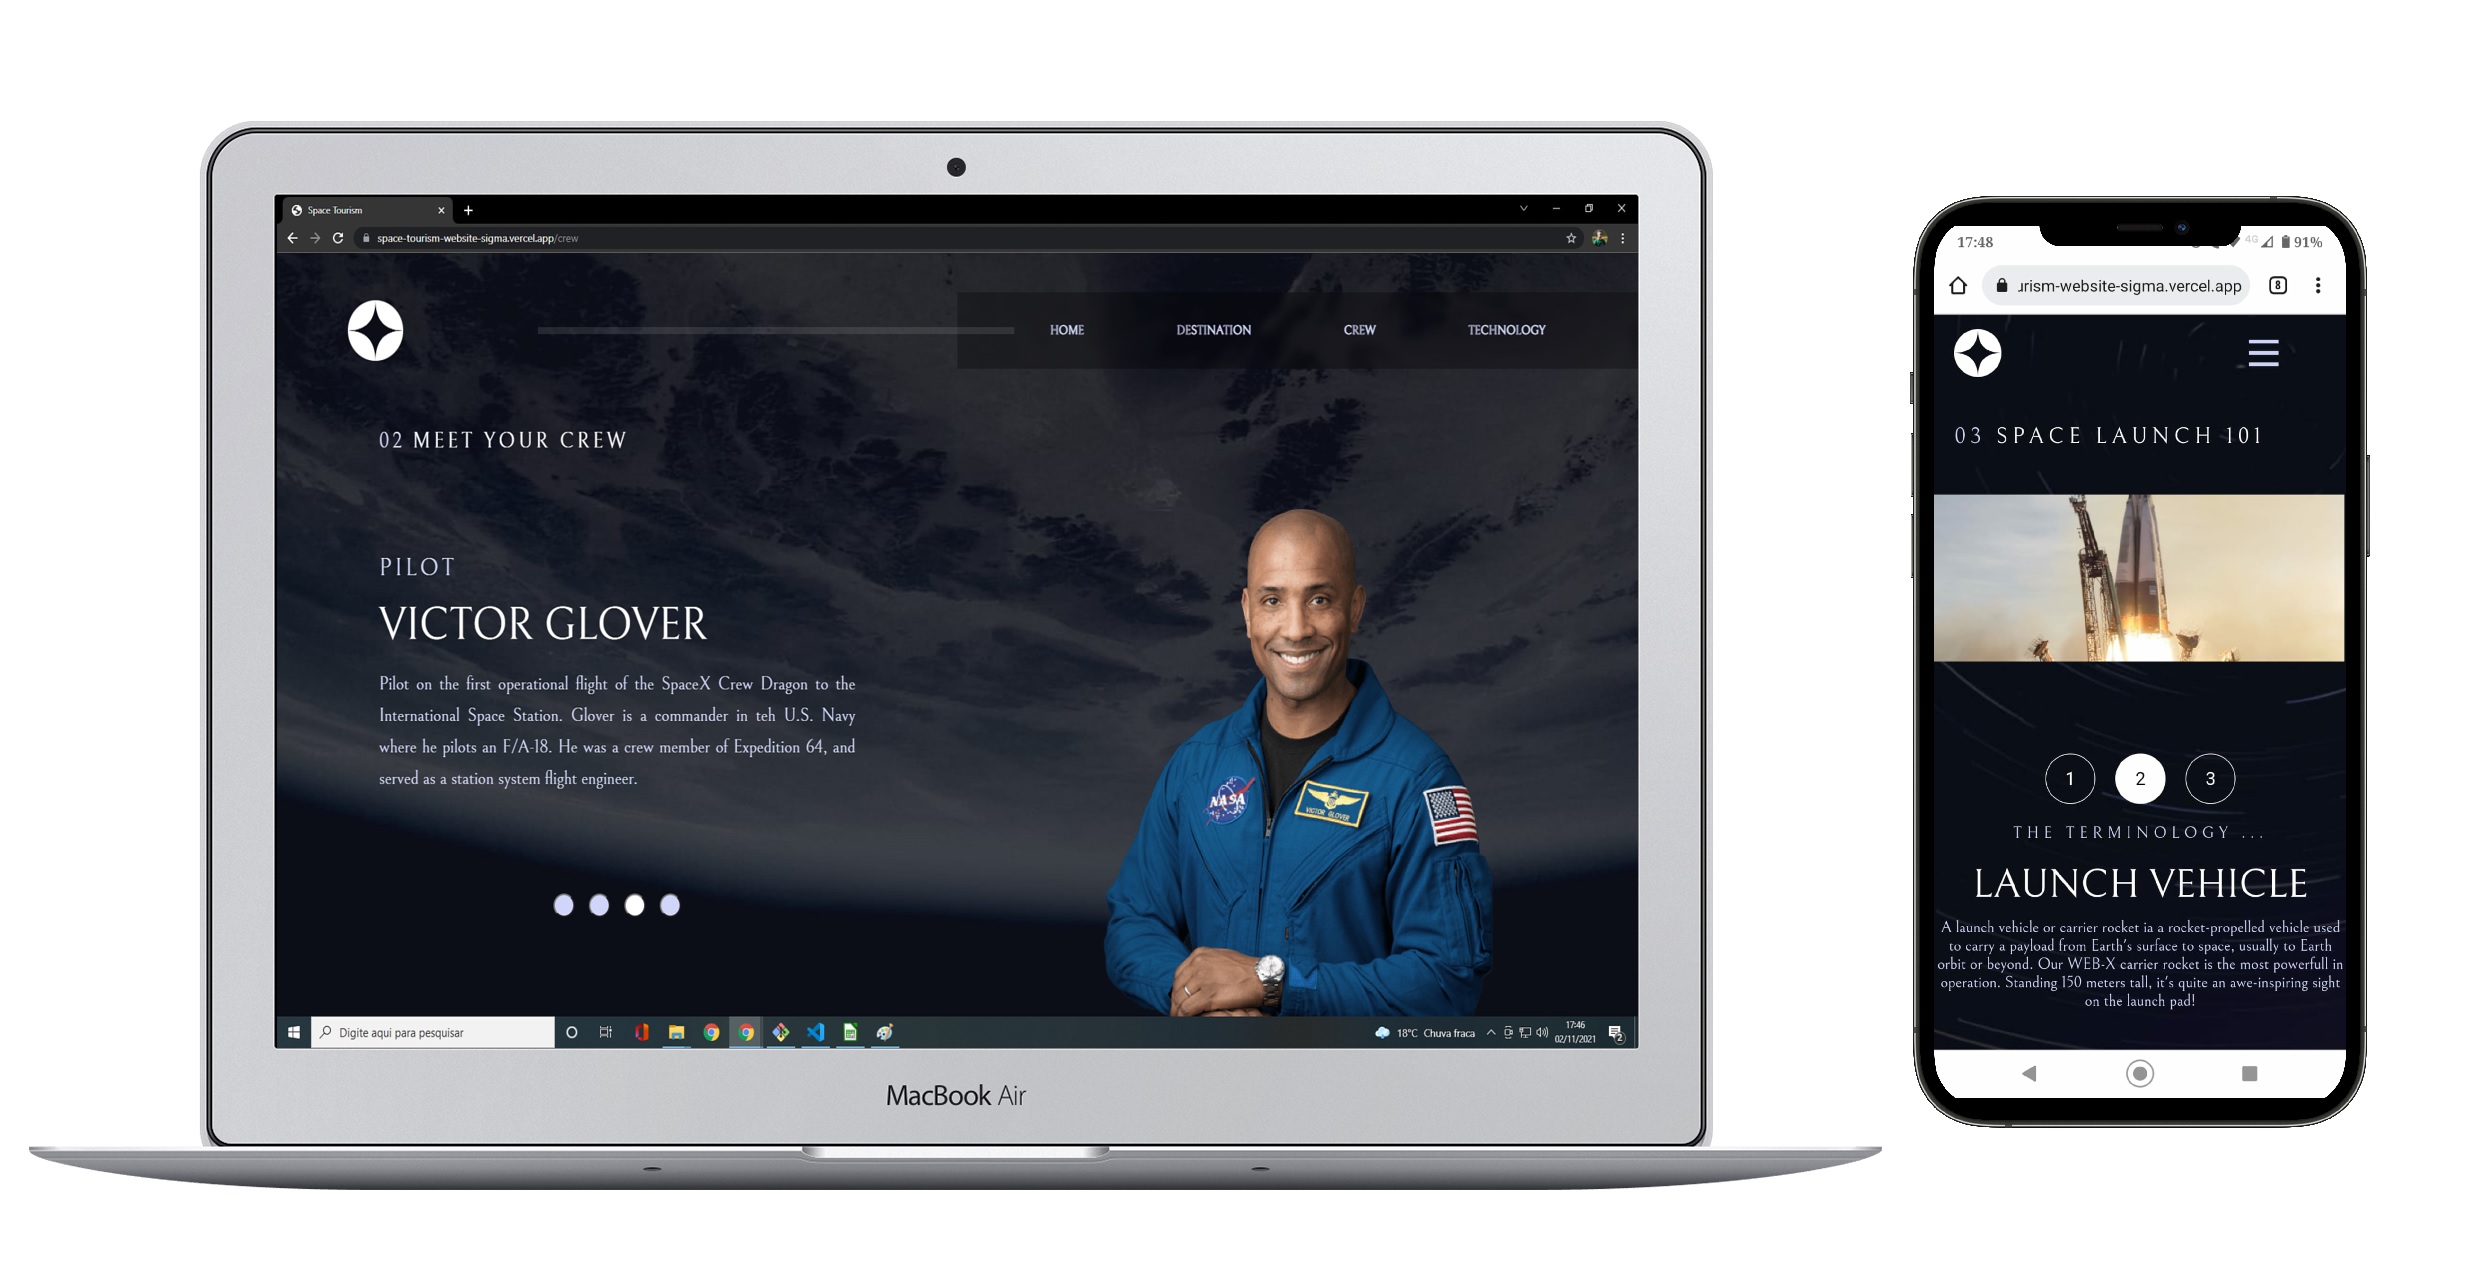 Space Tourism
space-tourism-website-sigma.vercel.app/crew
HOME DESTINATION CREW TECHNOLOGY
02 MEET YOUR CREW
PILOT
VICTOR GLOVER
Pilot on the first operational flight of the SpaceX Crew Dragon to the
International Space Station. Glover is a commander in teh U.S. Navy
where he pilots an F/A-18. He was a crew member of Expedition 64, and
served as a station system flight engineer.
NASA
VICTOR GLOVER
Digite aqui para pesquisar
18°C Chuva fraca
17:46
02/11/2021
2
MacBook Air
17:48 4G 91%
urism-website-sigma.vercel.app 8
03 SPACE LAUNCH 101
1 2 3
THE TERMINOLOGY ...
LAUNCH VEHICLE
A launch vehicle or carrier rocket ia a rocket-propelled vehicle used
to carry a payload from Earth's surface to space, usually to Earth
orbit or beyond. Our WEB-X carrier rocket is the most powerfull in
operation. Standing 150 meters tall, it's quite an awe-inspiring sight
on the launch pad!